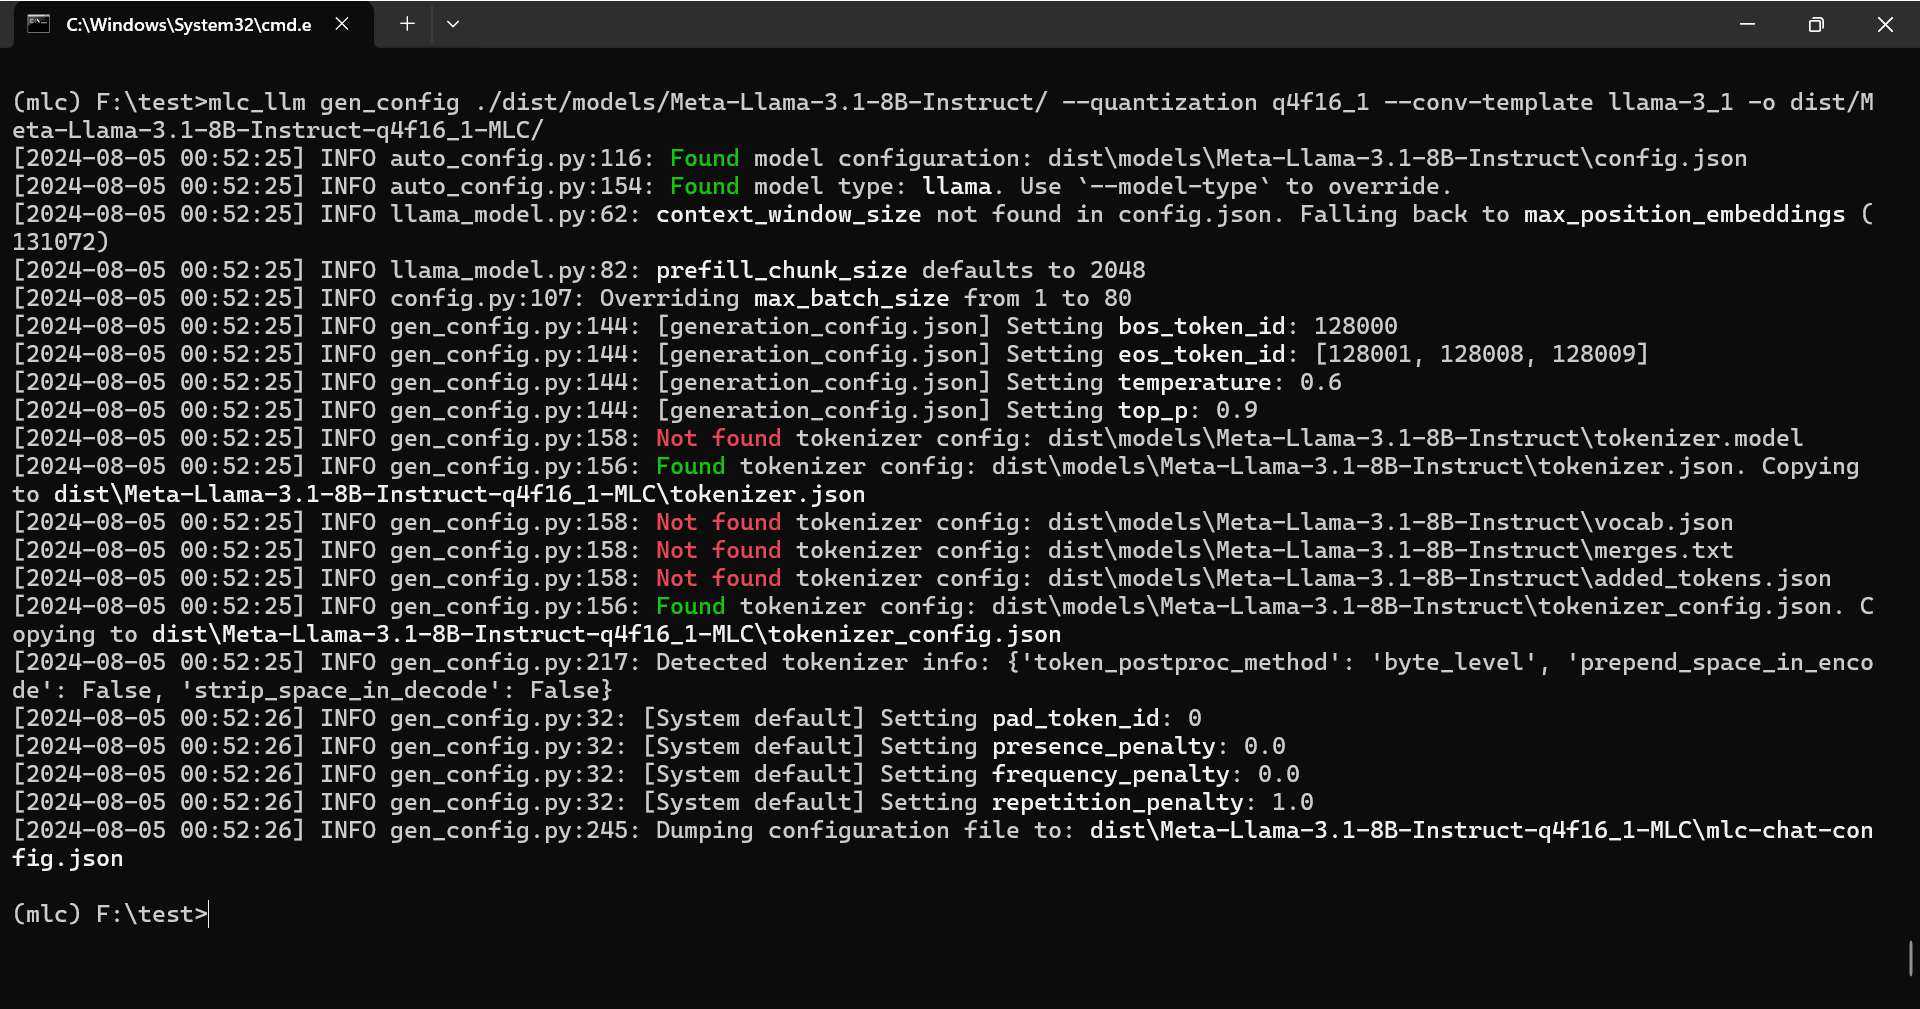 C:\Windows\System32\cmd.e
(mlc) F:\test>mlc_llm gen_config ./dist/models/Meta-Llama-3.1-8B-Instruct/ --quantization q4f16_1 --conv-template llama-3_1 -o dist/M
eta-Llama-3.1-8B-Instruct-q4f16_1-MLC/
[2024-08-05 00:52:25] INFO auto_config.py:116: Found model configuration: dist\models\Meta-Llama-3.1-8B-Instruct\config.json
[2024-08-05 00:52:25] INFO auto_config.py:154: Found model type: llama. Use `--model-type` to override.
[2024-08-05 00:52:25] INFO llama_model.py:62: context_window_size not found in config.json. Falling back to max_position_embeddings (
131072)
[2024-08-05 00:52:25] INFO llama_model.py:82: prefill_chunk_size defaults to 2048
[2024-08-05 00:52:25] INFO config.py:107: Overriding max_batch_size from 1 to 80
[2024-08-05 00:52:25] INFO gen_config.py:144: [generation_config.json] Setting bos_token_id: 128000
[2024-08-05 00:52:25] INFO gen_config.py:144: [generation_config.json] Setting eos_token_id: [128001, 128008, 128009]
[2024-08-05 00:52:25] INFO gen_config.py:144: [generation_config.json] Setting temperature: 0.6
[2024-08-05 00:52:25] INFO gen_config.py:144: [generation_config.json] Setting top_p: 0.9
[2024-08-05 00:52:25] INFO gen_config.py:158: Not found tokenizer config: dist\models\Meta-Llama-3.1-8B-Instruct\tokenizer.model
[2024-08-05 00:52:25] INFO gen_config.py:156: Found tokenizer config: dist\models\Meta-Llama-3.1-8B-Instruct\tokenizer.json. Copying
to dist\Meta-Llama-3.1-8B-Instruct-q4f16_1-MLC\tokenizer.json
[2024-08-05 00:52:25] INFO gen_config.py:158: Not found tokenizer config: dist\models\Meta-Llama-3.1-8B-Instruct\vocab.json
[2024-08-05 00:52:25] INFO gen_config.py:158: Not found tokenizer config: dist\models\Meta-Llama-3.1-8B-Instruct\merges.txt
[2024-08-05 00:52:25] INFO gen_config.py:158: Not found tokenizer config: dist\models\Meta-Llama-3.1-8B-Instruct\added_tokens.json
[2024-08-05 00:52:25] INFO gen_config.py:156: Found tokenizer config: dist\models\Meta-Llama-3.1-8B-Instruct\tokenizer_config.json. C
opying to dist\Meta-Llama-3.1-8B-Instruct-q4f16_1-MLC\tokenizer_config.json
[2024-08-05 00:52:25] INFO gen_config.py:217: Detected tokenizer info: {'token_postproc_method': 'byte_level', 'prepend_space_in_enco
de': False, 'strip_space_in_decode': False}
[2024-08-05 00:52:26] INFO gen_config.py:32: [System default] Setting pad_token_id: 0
[2024-08-05 00:52:26] INFO gen_config.py:32: [System default] Setting presence_penalty: 0.0
[2024-08-05 00:52:26] INFO gen_config.py:32: [System default] Setting frequency_penalty: 0.0
[2024-08-05 00:52:26] INFO gen_config.py:32: [System default] Setting repetition_penalty: 1.0
[2024-08-05 00:52:26] INFO gen_config.py:245: Dumping configuration file to: dist\Meta-Llama-3.1-8B-Instruct-q4f16_1-MLC\mlc-chat-con
fig.json
(mlc) F:\test>